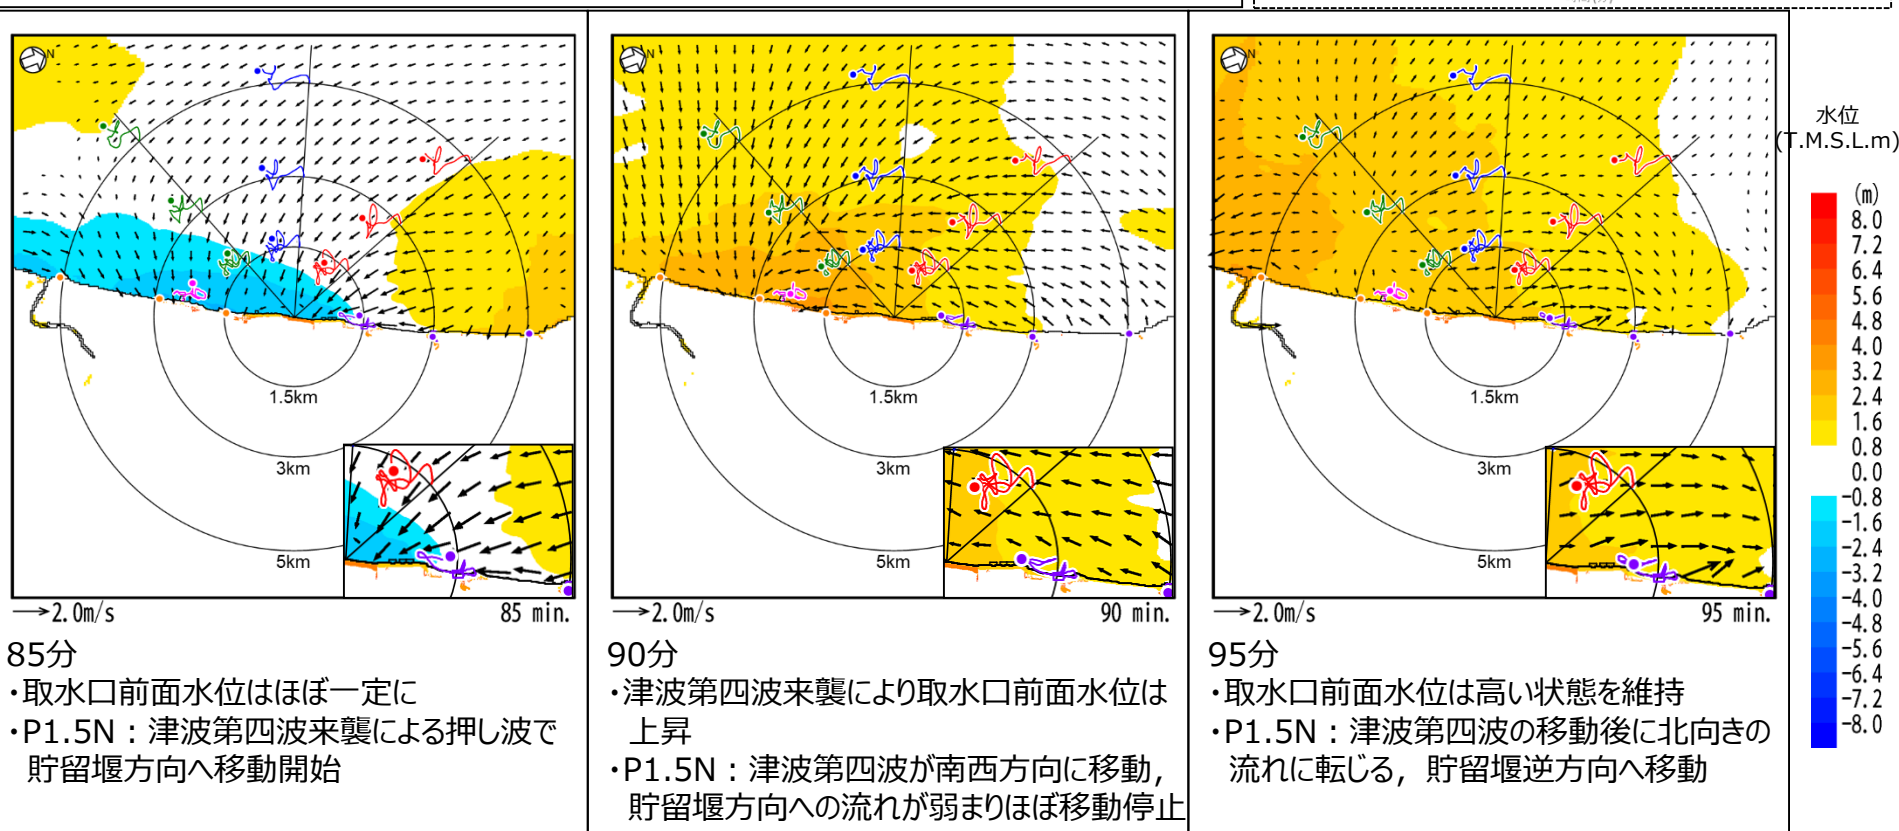 N
1.5km
3km
5km
2.0m/s
85 min.
N
1.5km
3km
5km
2.0m/s
90 min.
N
1.5km
3km
5km
2.0m/s
95 min.
水位
(T.M.S.L.m)
(m)
8.0
7.2
6.4
5.6
4.8
4.0
3.2
2.4
1.6
0.8
0.0
-0.8
-1.6
-2.4
-3.2
-4.0
-4.8
-5.6
-6.4
-7.2
-8.0
85分
・取水口前面水位はほぼ一定に
・P1.5N：津波第四波来襲による押し波で
貯留堰方向へ移動開始
90分
・津波第四波来襲により取水口前面水位は
上昇
・P1.5N：津波第四波が南西方向に移動，
貯留堰方向への流れが弱まりほぼ移動停止
95分
・取水口前面水位は高い状態を維持
・P1.5N：津波第四波の移動後に北向きの
流れに転じる，貯留堰逆方向へ移動